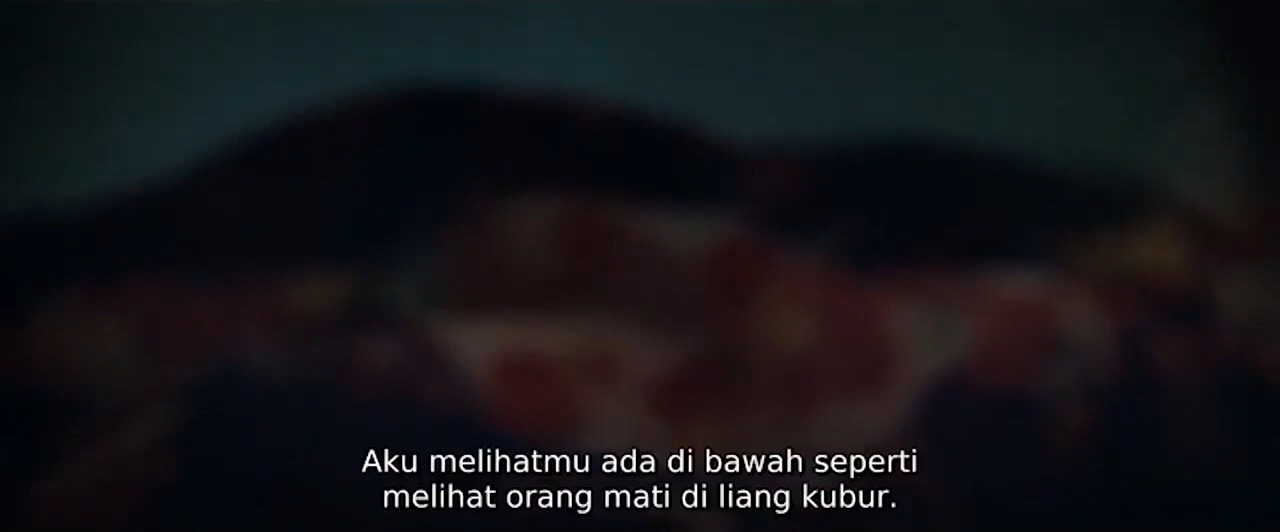 Aku melihatmu ada di bawah seperti
melihat orang mati di liang kubur.